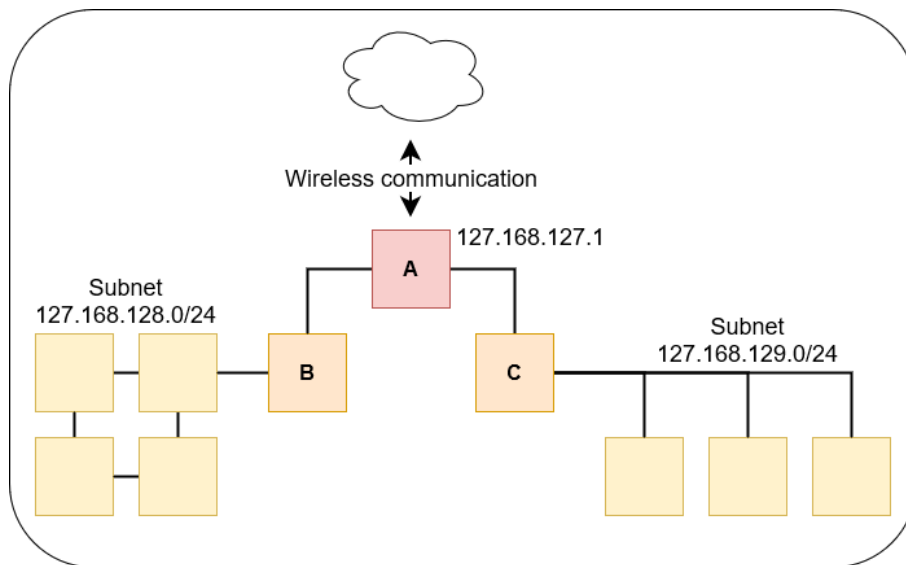 Wireless communication
127.168.127.1
A
Subnet
127.168.128.0/24
B
C
Subnet
127.168.129.0/24